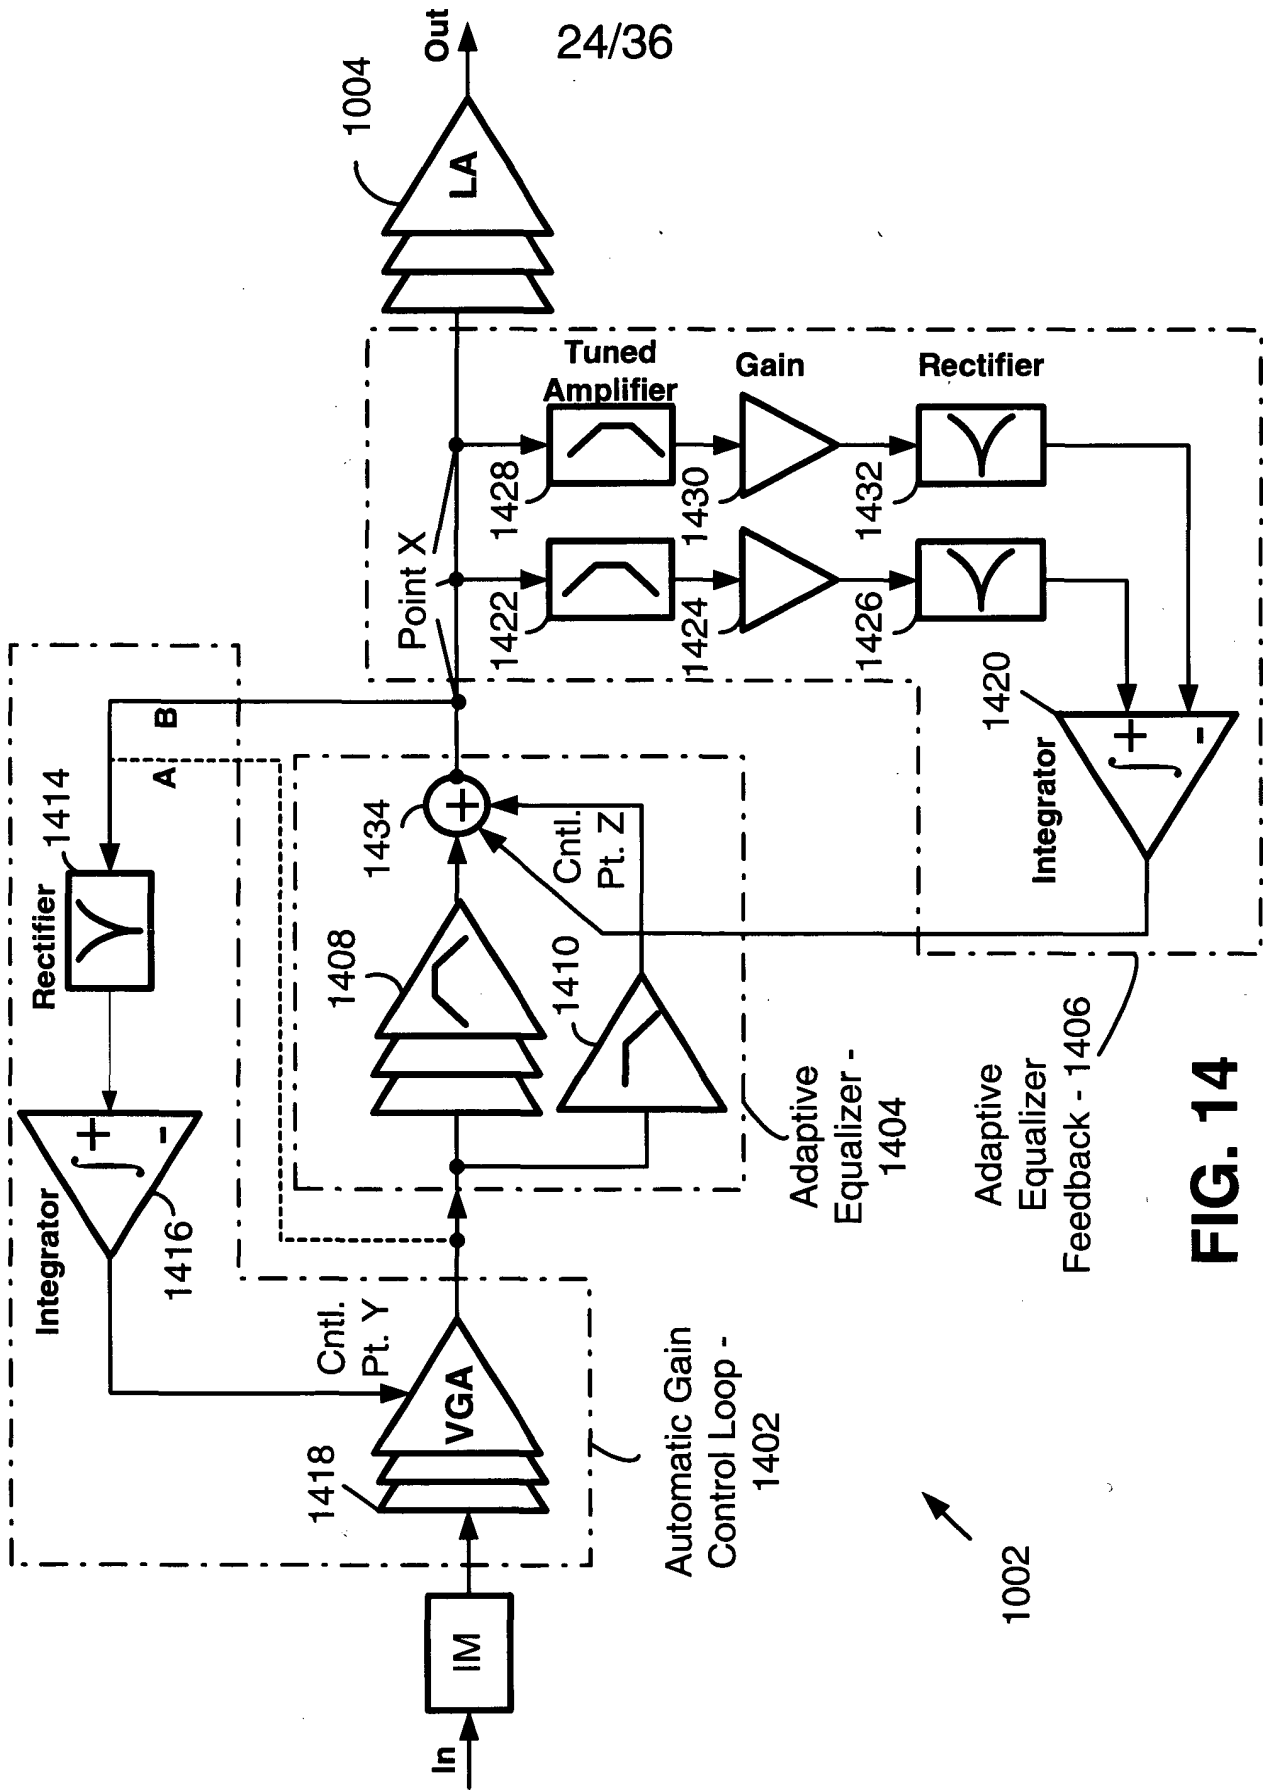 24/36
In
IM
1418
VGA
Cntl.
Pt. Y
Integrator
1416
∫ +
-
Rectifier
1414
A
B
1408
1410
1434
+
Cntl.
Pt. Z
Point X
Out
LA
1004
Tuned
Amplifier
Gain
Rectifier
1428
1430
1432
1422
1424
1426
1420
Integrator
∫ +
-
Automatic Gain
Control Loop -
1402
Adaptive
Equalizer -
1404
Adaptive
Equalizer
Feedback - 1406
1002
FIG. 14